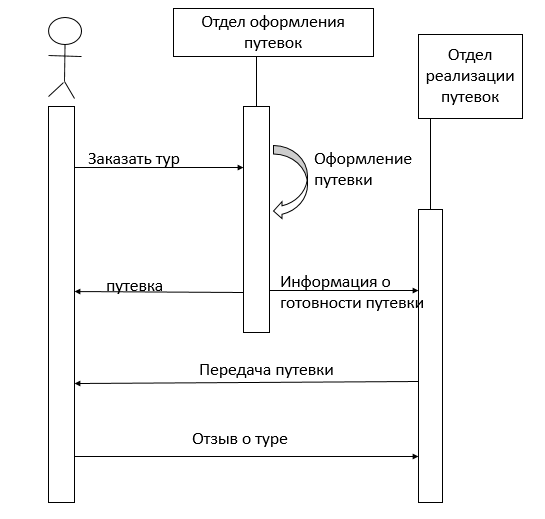 Отдел оформления
путевок
Отдел
реализации
путевок
Заказать тур
Оформление
путевки
путевка
Информация о
готовности путевки
Передача путевки
Отзыв о туре